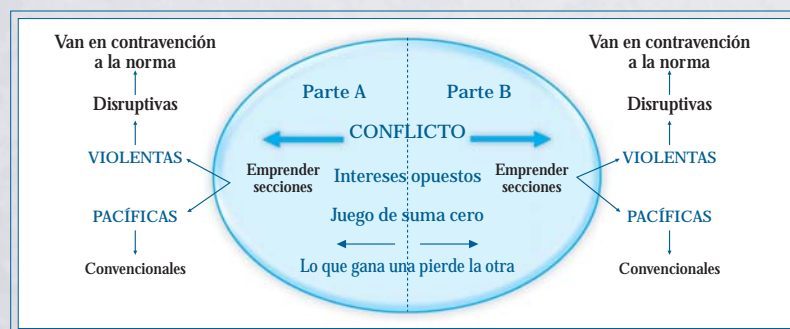 Van en contravención
a la norma
Disruptivas
VIOLENTAS
PACÍFICAS
Convencionales
Parte A
Parte B
CONFLICTO
Emprender
secciones
Intereses opuestos
Emprender
secciones
Juego de suma cero
Lo que gana una pierde la otra
Van en contravención
a la norma
Disruptivas
VIOLENTAS
PACÍFICAS
Convencionales